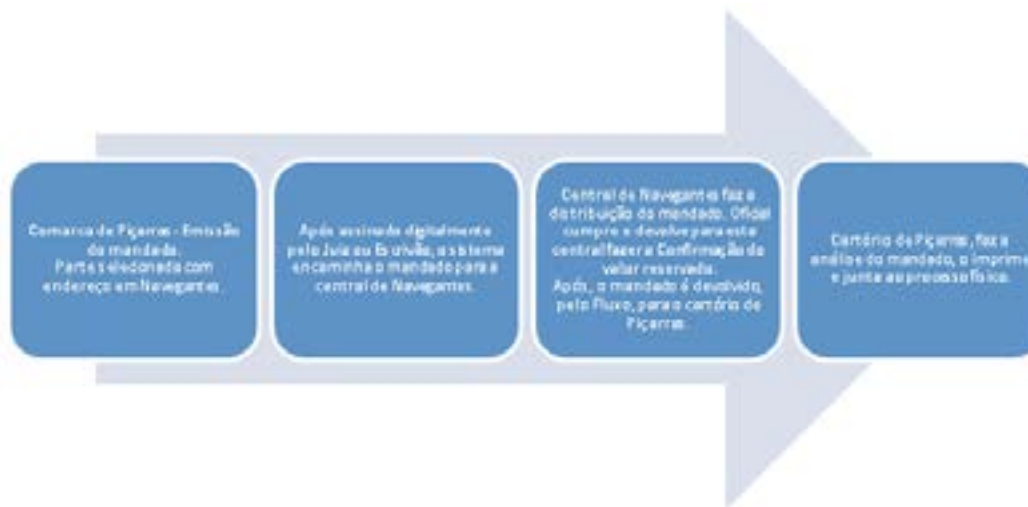 Comarca de Piçarras - Emissão
do mandado.
Parte selecionada com
endereço em Navegantes.
Após assinado digitalmente
pelo Juiz ou Escrivão, o sistema
encaminha o mandado para a
central de Navegantes.
Central de Navegantes faz a
distribuição do mandado. Oficial
cumpre e devolve para esta
central fazer a Confirmação do
valor reservado.
Após, o mandado é devolvido,
pelo Fluxo, para o cartório de
Piçarras.
Cartório de Piçarras, faz a
análise do mandado, o imprime
e junta ao processo físico.